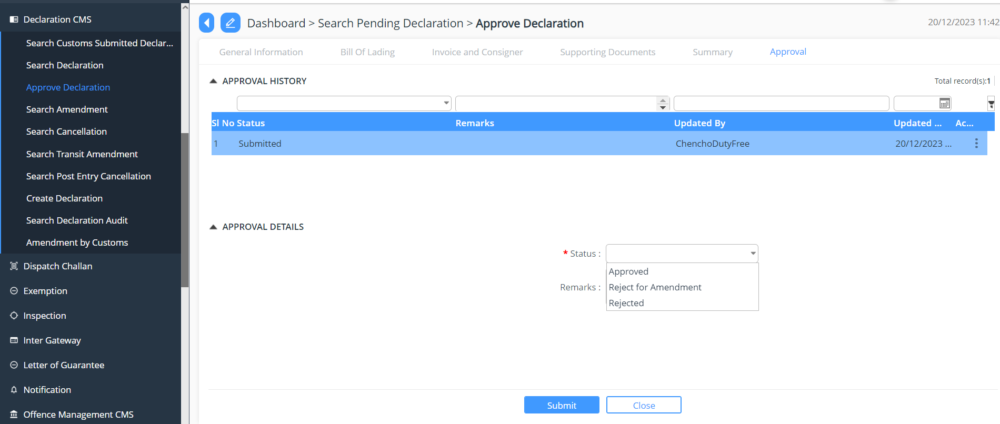 Declaration CMS
Search Customs Submitted Declar...
Search Declaration
Approve Declaration
Search Amendment
Search Cancellation
Search Transit Amendment
Search Post Entry Cancellation
Create Declaration
Search Declaration Audit
Amendment by Customs
Dispatch Challan
Exemption
Inspection
Inter Gateway
Letter of Guarantee
Notification
Offence Management CMS
Dashboard > Search Pending Declaration > Approve Declaration
20/12/2023 11:42
General Information Bill Of Lading Invoice and Consigner Supporting Documents Summary Approval
APPROVAL HISTORY
Total record(s):1
Sl No Status Remarks Updated By Updated ... Ac...
1 Submitted ChenchoDutyFree 20/12/2023 ...
APPROVAL DETAILS
* Status :
Approved
Remarks : Reject for Amendment
Rejected
Submit Close